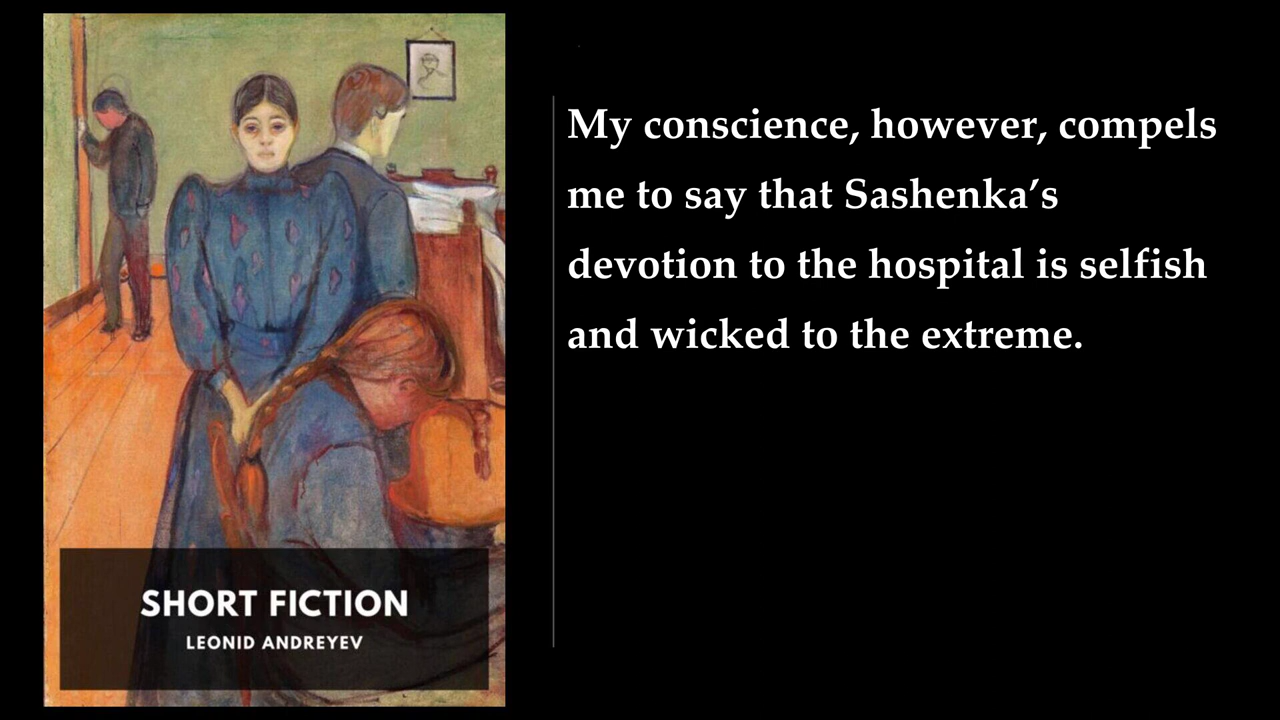 SHORT FICTION
LEONID ANDREYEV
My conscience, however, compels
me to say that Sashenka’s
devotion to the hospital is selfish
and wicked to the extreme.